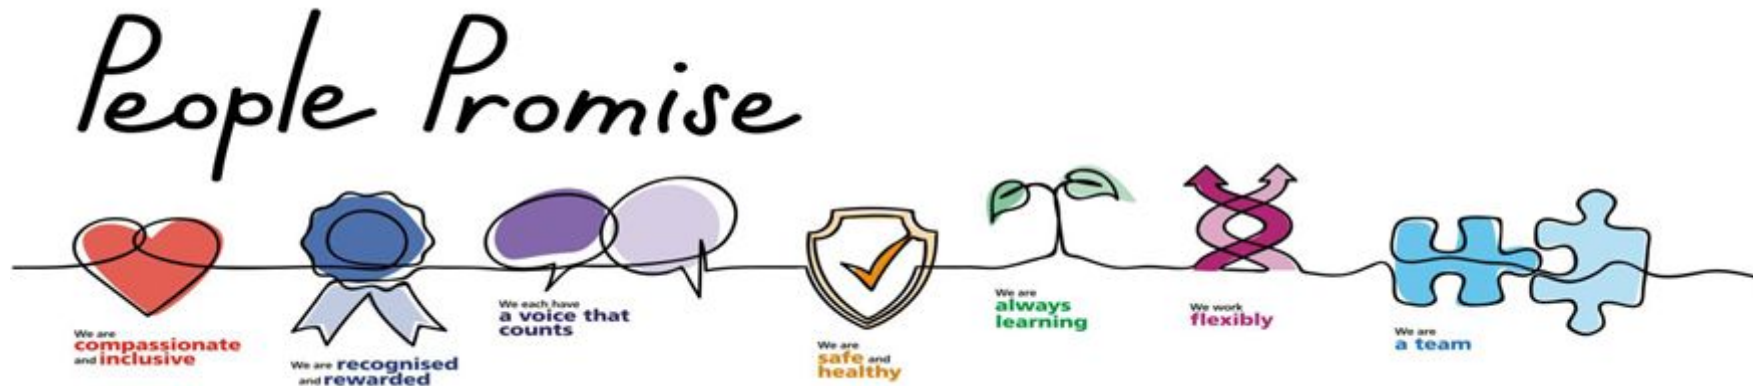 People Promise
We are
compassionate
and inclusive
We are recognised
and rewarded
We each have
a voice that
counts
We are
safe and
healthy
We are
always
learning
We work
flexibly
We are
a team